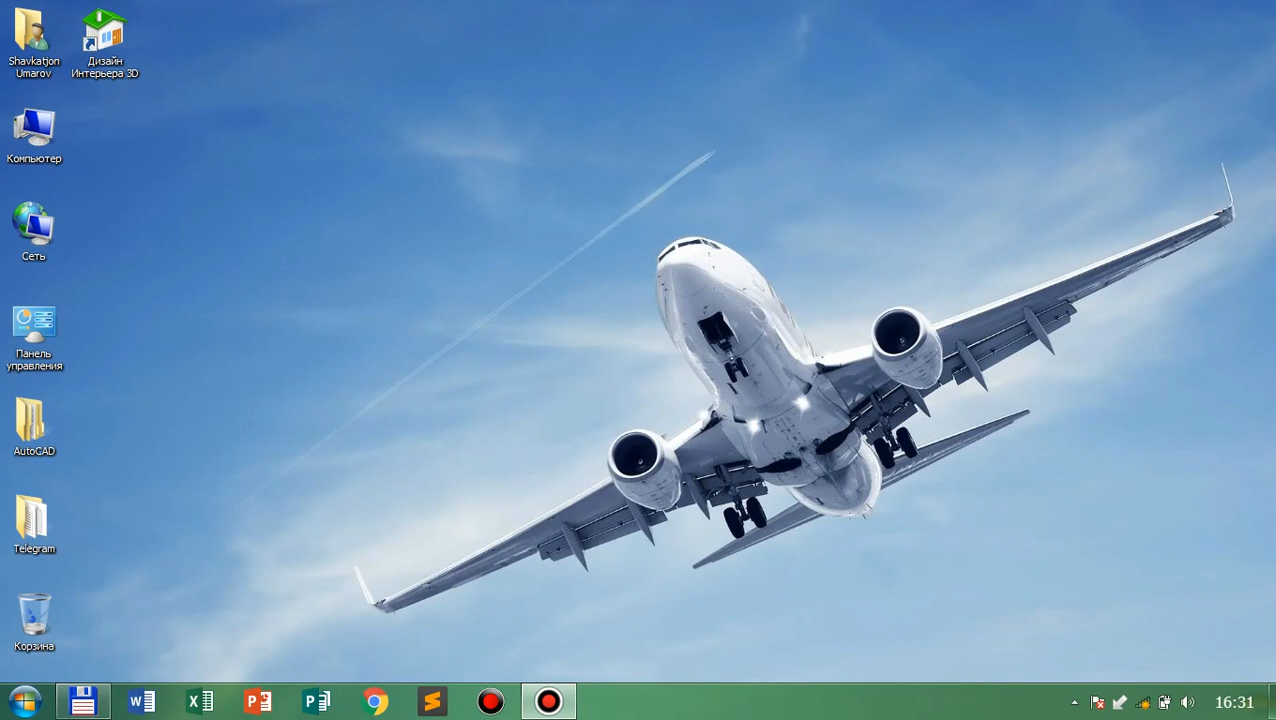 Shavkatjon
Umarov
Дизайн
Интерьера 3D
Компьютер
Сеть
Панель
управления
AutoCAD
Telegram
Корзина
16:31